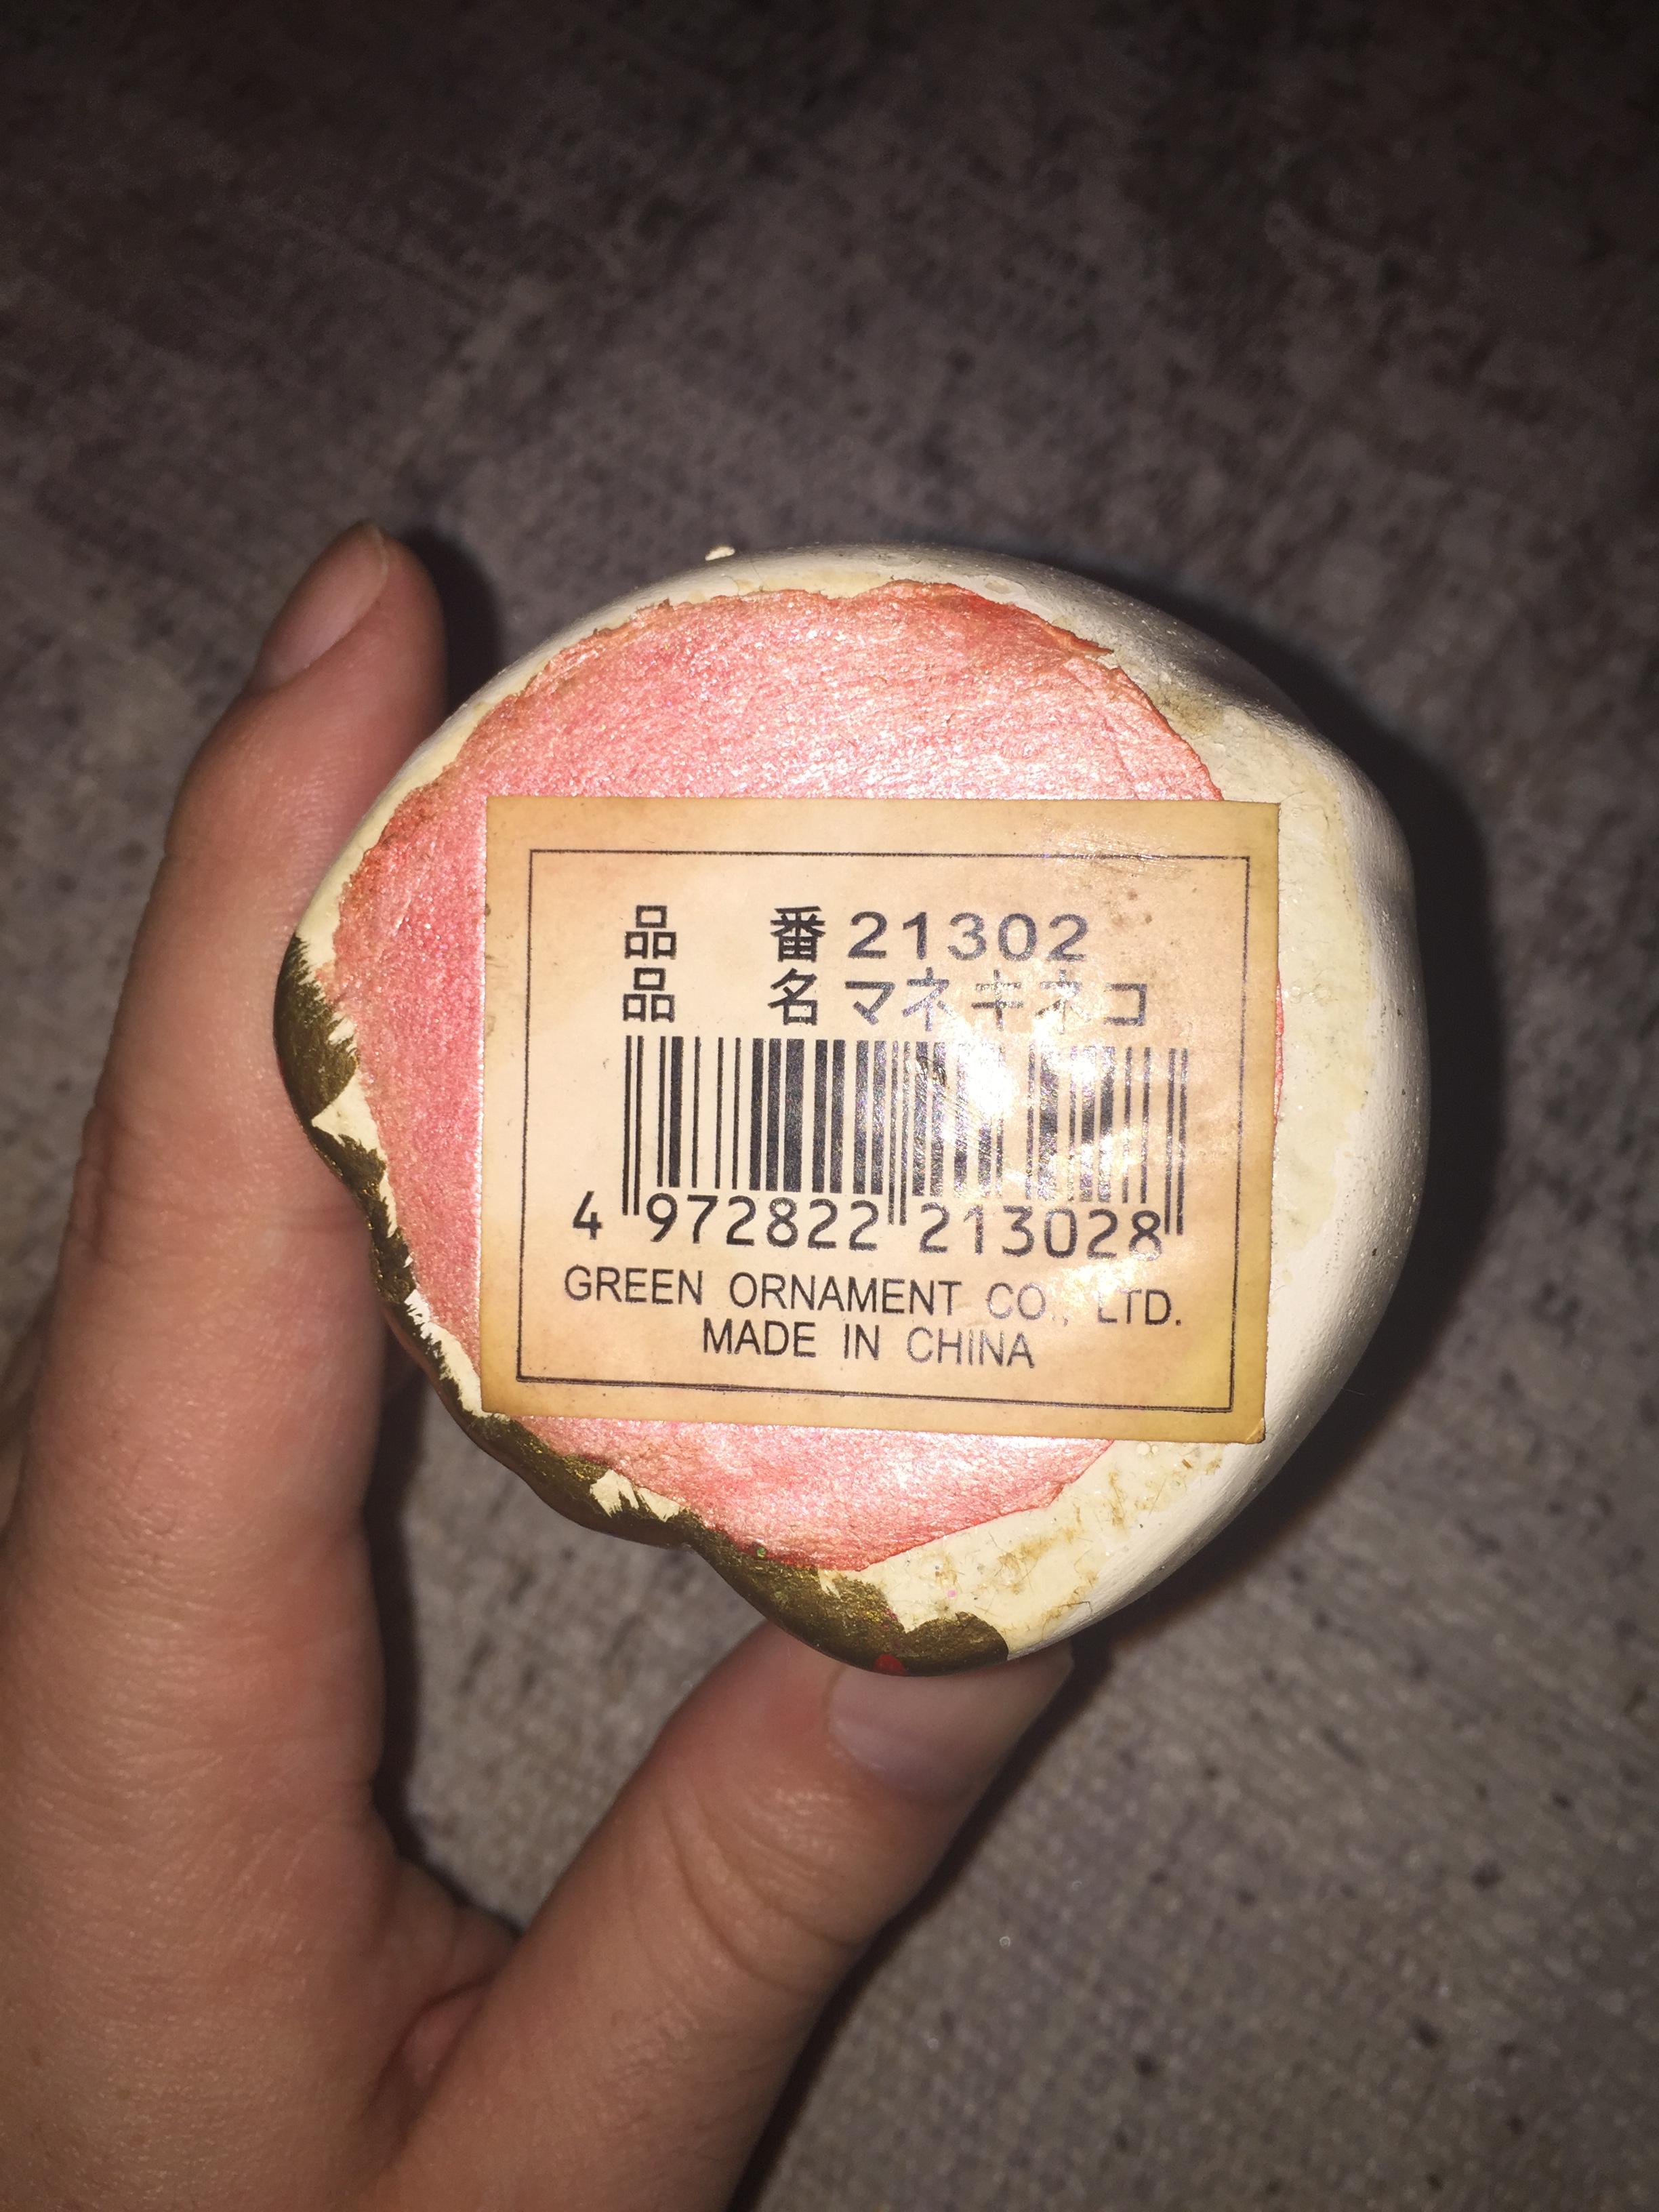 品 番 21302
品 名 マネキネコ
4 972822 213028
GREEN ORNAMENT CO., LTD.
MADE IN CHINA